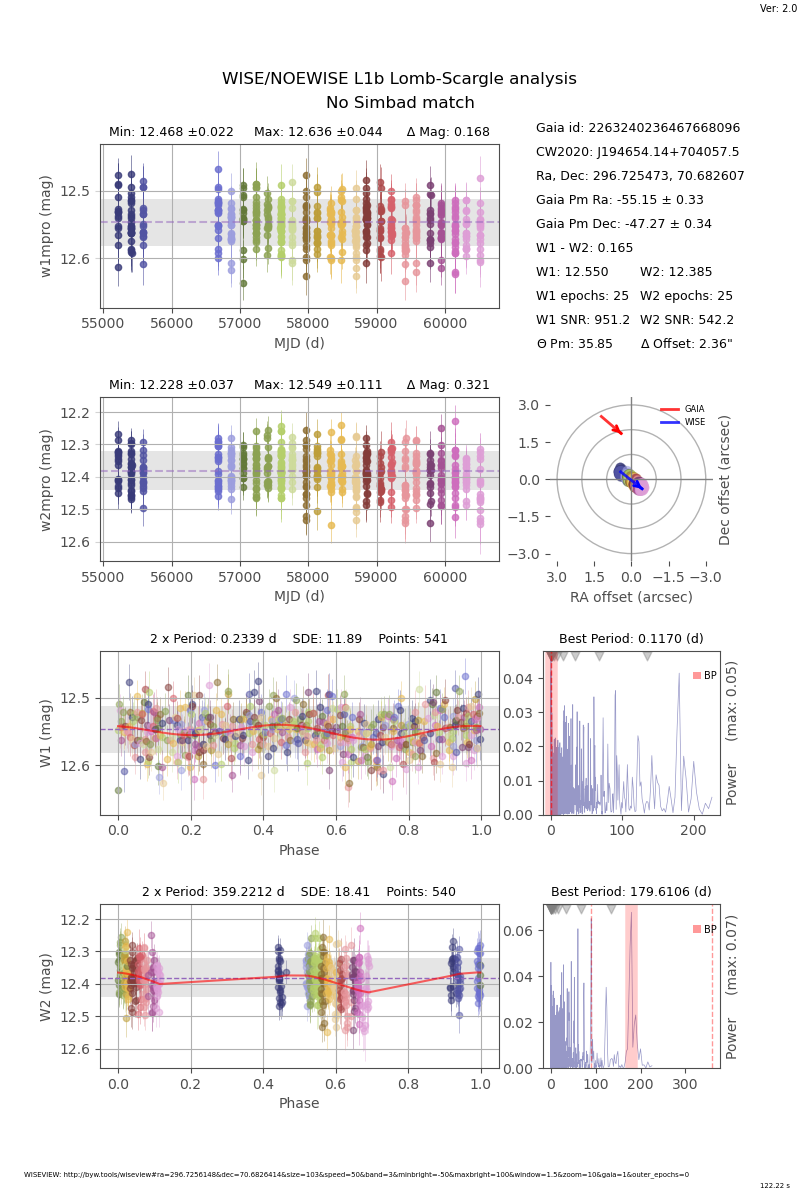 Ver: 2.0
WISE/NOEWISE L1b Lomb-Scargle analysis
No Simbad match
Min: 12.468 ±0.022 Max: 12.636 ±0.044 Δ Mag: 0.168
12.5
12.6
w1mpro (mag)
55000 56000 57000 58000 59000 60000
MJD (d)
Gaia id: 2263240236467668096
CW2020: J194654.14+704057.5
Ra, Dec: 296.725473, 70.682607
Gaia Pm Ra: -55.15 ± 0.33
Gaia Pm Dec: -47.27 ± 0.34
W1 - W2: 0.165
W1: 12.550 W2: 12.385
W1 epochs: 25 W2 epochs: 25
W1 SNR: 951.2 W2 SNR: 542.2
Θ Pm: 35.85 Δ Offset: 2.36"
Min: 12.228 ±0.037 Max: 12.549 ±0.111 Δ Mag: 0.321
12.2
12.3
12.4
12.5
12.6
w2mpro (mag)
55000 56000 57000 58000 59000 60000
MJD (d)
GAIA
WISE
3.0
1.5
0.0
−1.5
−3.0
Dec offset (arcsec)
3.0 1.5 0.0 −1.5 −3.0
RA offset (arcsec)
2 x Period: 0.2339 d SDE: 11.89 Points: 541
12.5
12.6
W1 (mag)
0.0 0.2 0.4 0.6 0.8 1.0
Phase
Best Period: 0.1170 (d)
BP
0.04
0.03
0.02
0.01
0.00
Power (max: 0.05)
0 100 200
2 x Period: 359.2212 d SDE: 18.41 Points: 540
12.2
12.3
12.4
12.5
12.6
W2 (mag)
0.0 0.2 0.4 0.6 0.8 1.0
Phase
Best Period: 179.6106 (d)
BP
0.06
0.04
0.02
0.00
Power (max: 0.07)
0 100 200 300
WISEVIEW: http://byw.tools/wiseview#ra=296.7256148&dec=70.6826414&size=103&speed=50&band=3&minbright=-50&maxbright=100&window=1.5&zoom=10&gaia=1&outer_epochs=0
122.22 s